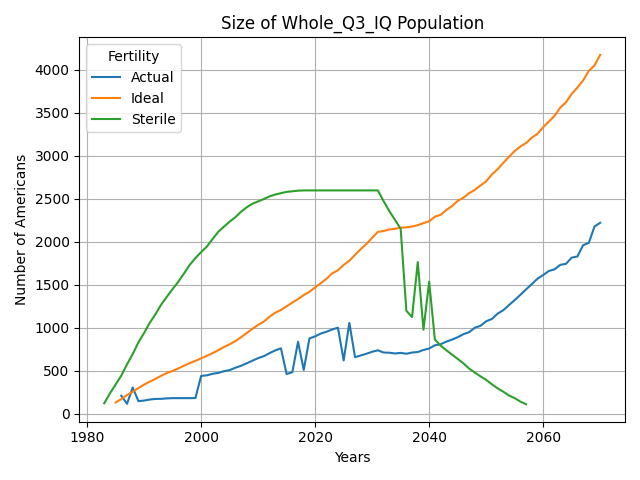 Size of Whole_Q3_IQ Population
Fertility
Actual
Ideal
Sterile
4000
3500
3000
2500
2000
1500
1000
500
0
Number of Americans
1980
2000
2020
2040
2060
Years